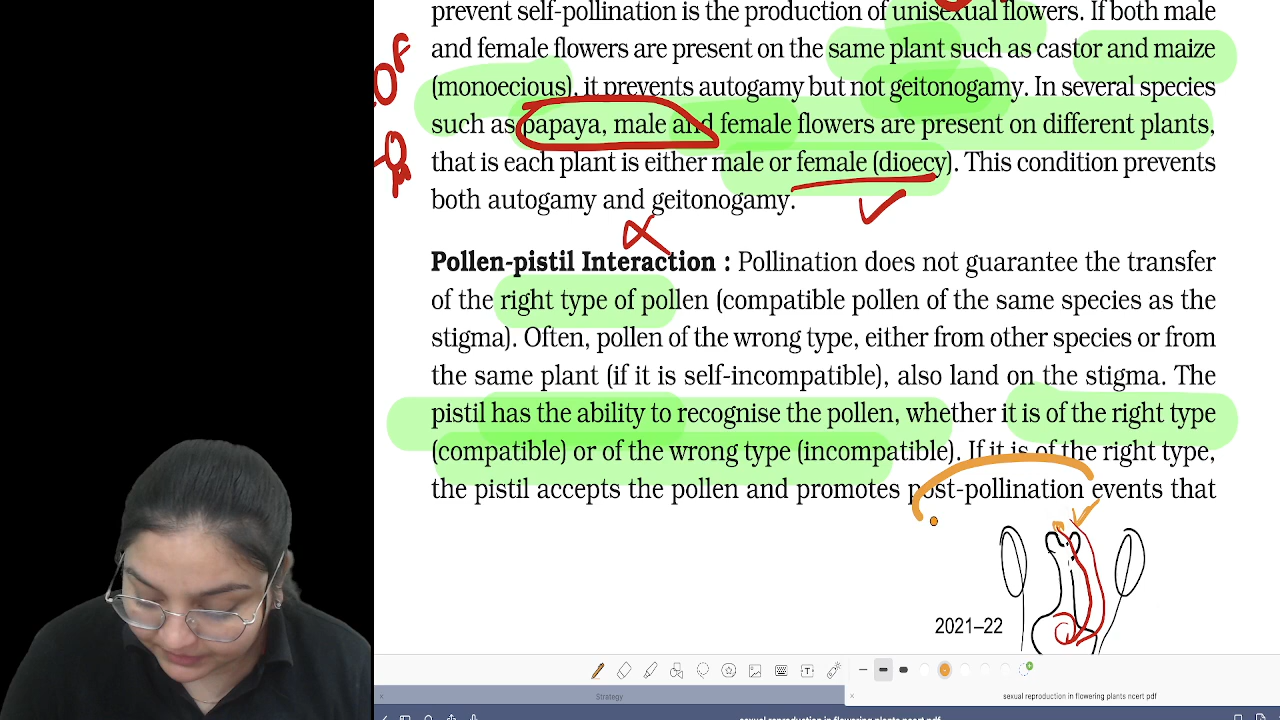 prevent self-pollination is the production of unisexual flowers. If both male
and female flowers are present on the same plant such as castor and maize
(monoecious), it prevents autogamy but not geitonogamy. In several species
such as papaya, male and female flowers are present on different plants,
that is each plant is either male or female (dioecy). This condition prevents
both autogamy and geitonogamy.
Pollen-pistil Interaction : Pollination does not guarantee the transfer
of the right type of pollen (compatible pollen of the same species as the
stigma). Often, pollen of the wrong type, either from other species or from
the same plant (if it is self-incompatible), also land on the stigma. The
pistil has the ability to recognise the pollen, whether it is of the right type
(compatible) or of the wrong type (incompatible). If it is of the right type,
the pistil accepts the pollen and promotes post-pollination events that
2021–22
Strategy
sexual reproduction in flowering plants ncert pdf
sexual reproduction in flowering plants ncert pdf